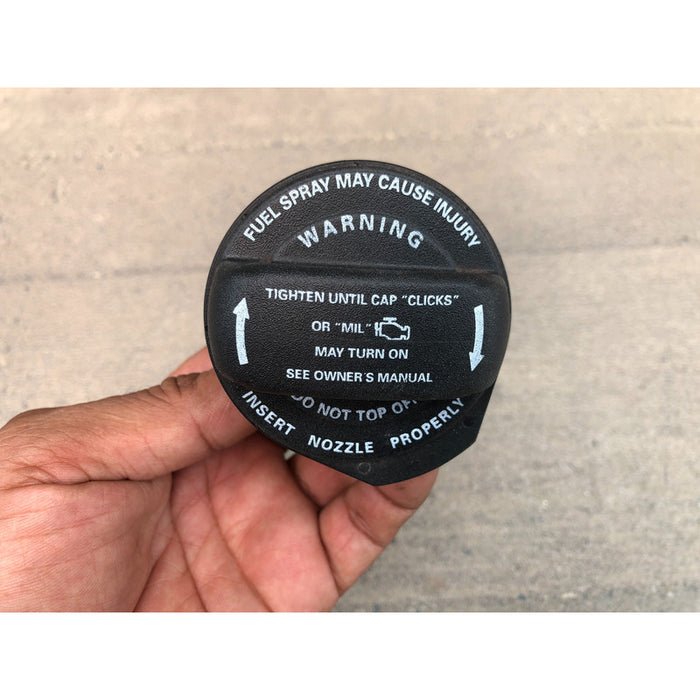 FUEL SPRAY MAY CAUSE INJURY
WARNING
TIGHTEN UNTIL CAP "CLICKS"
OR "MIL"
MAY TURN ON
SEE OWNER'S MANUAL
DO NOT TOP OFF
INSERT NOZZLE PROPERLY